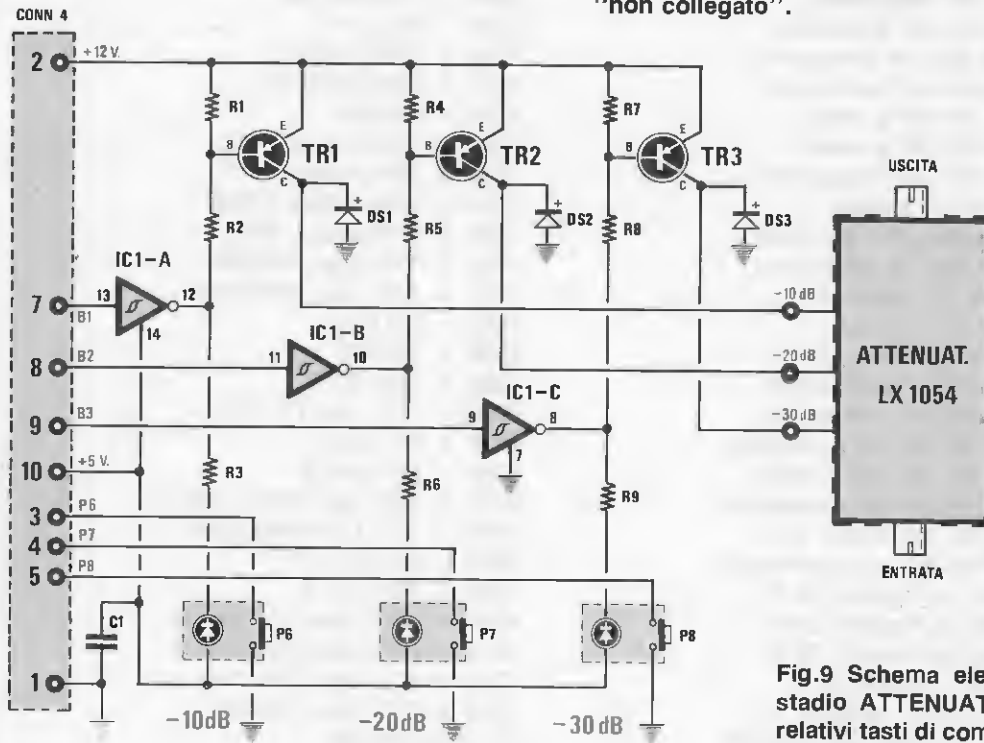 "non collegato".
CONN 4
2 +12 V.
R1
R4
R7
E
B
TR1
C
E
B
TR2
C
E
B
TR3
C
DS1
DS2
DS3
R2
R5
R8
USCITA
IC1-A
7 13 12
B1
14
-10 dB
IC1-B
8 B2 11 10
-20 dB
ATTENUAT.
LX 1054
IC1-C
9 B3 9 8
7
-30 dB
10 +5 V.
R3
R6
R9
3 P6
4 P7
5 P8
ENTRATA
C1
P6
P7
P8
1
-10dB
-20dB
-30dB
Fig.9 Schema ele
stadio ATTENUAT
relativi tasti di com